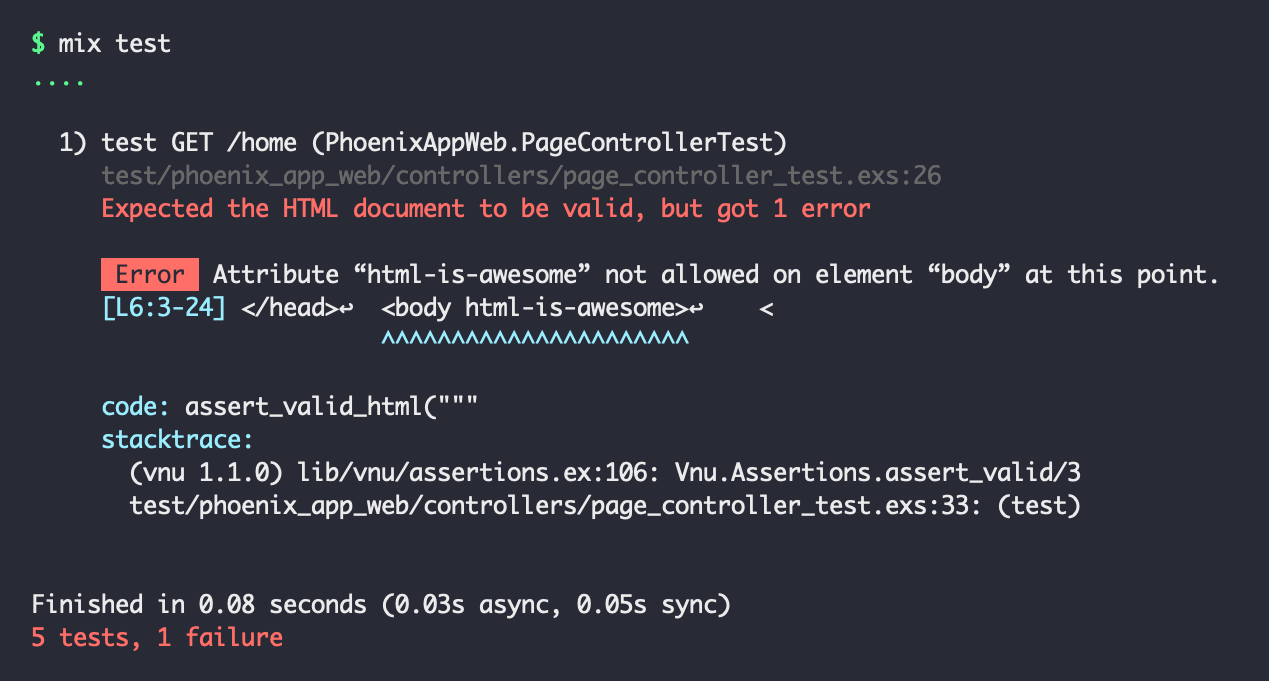 $ mix test
....
1) test GET /home (PhoenixAppWeb.PageControllerTest)
test/phoenix_app_web/controllers/page_controller_test.exs:26
Expected the HTML document to be valid, but got 1 error
Error Attribute “html-is-awesome” not allowed on element “body” at this point.
[L6:3-24] </head>↩  <body html-is-awesome>↩    <
^^^^^^^^^^^^^^^^^^^^^^
code: assert_valid_html("""
stacktrace:
(vnu 1.1.0) lib/vnu/assertions.ex:106: Vnu.Assertions.assert_valid/3
test/phoenix_app_web/controllers/page_controller_test.exs:33: (test)
Finished in 0.08 seconds (0.03s async, 0.05s sync)
5 tests, 1 failure